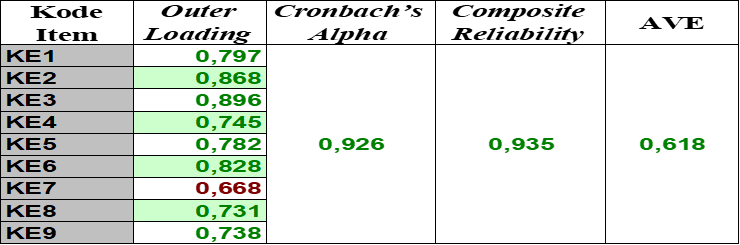 Kode Item Outer Loading Cronbach’s Alpha Composite Reliability AVE
KE1 0,797
KE2 0,868
KE3 0,896
KE4 0,745
KE5 0,782 0,926 0,935 0,618
KE6 0,828
KE7 0,668
KE8 0,731
KE9 0,738